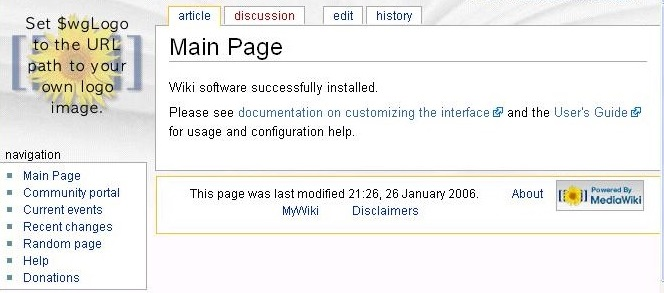 Set $wgLogo
to the URL
path to your
own logo
image.
article discussion edit history
Main Page
Wiki software successfully installed.
Please see documentation on customizing the interface and the User's Guide
for usage and configuration help.
navigation
Main Page
Community portal
Current events
Recent changes
Random page
Help
Donations
This page was last modified 21:26, 26 January 2006. About
MyWiki Disclaimers
Powered By
MediaWiki